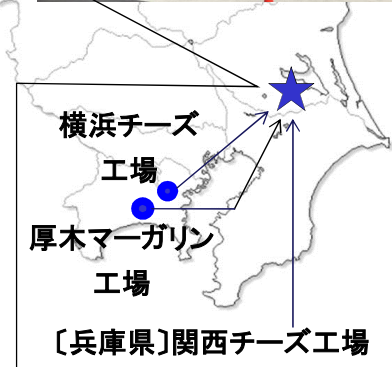 横浜チーズ
工場
厚木マーガリン
工場
〔兵庫県〕関西チーズ工場